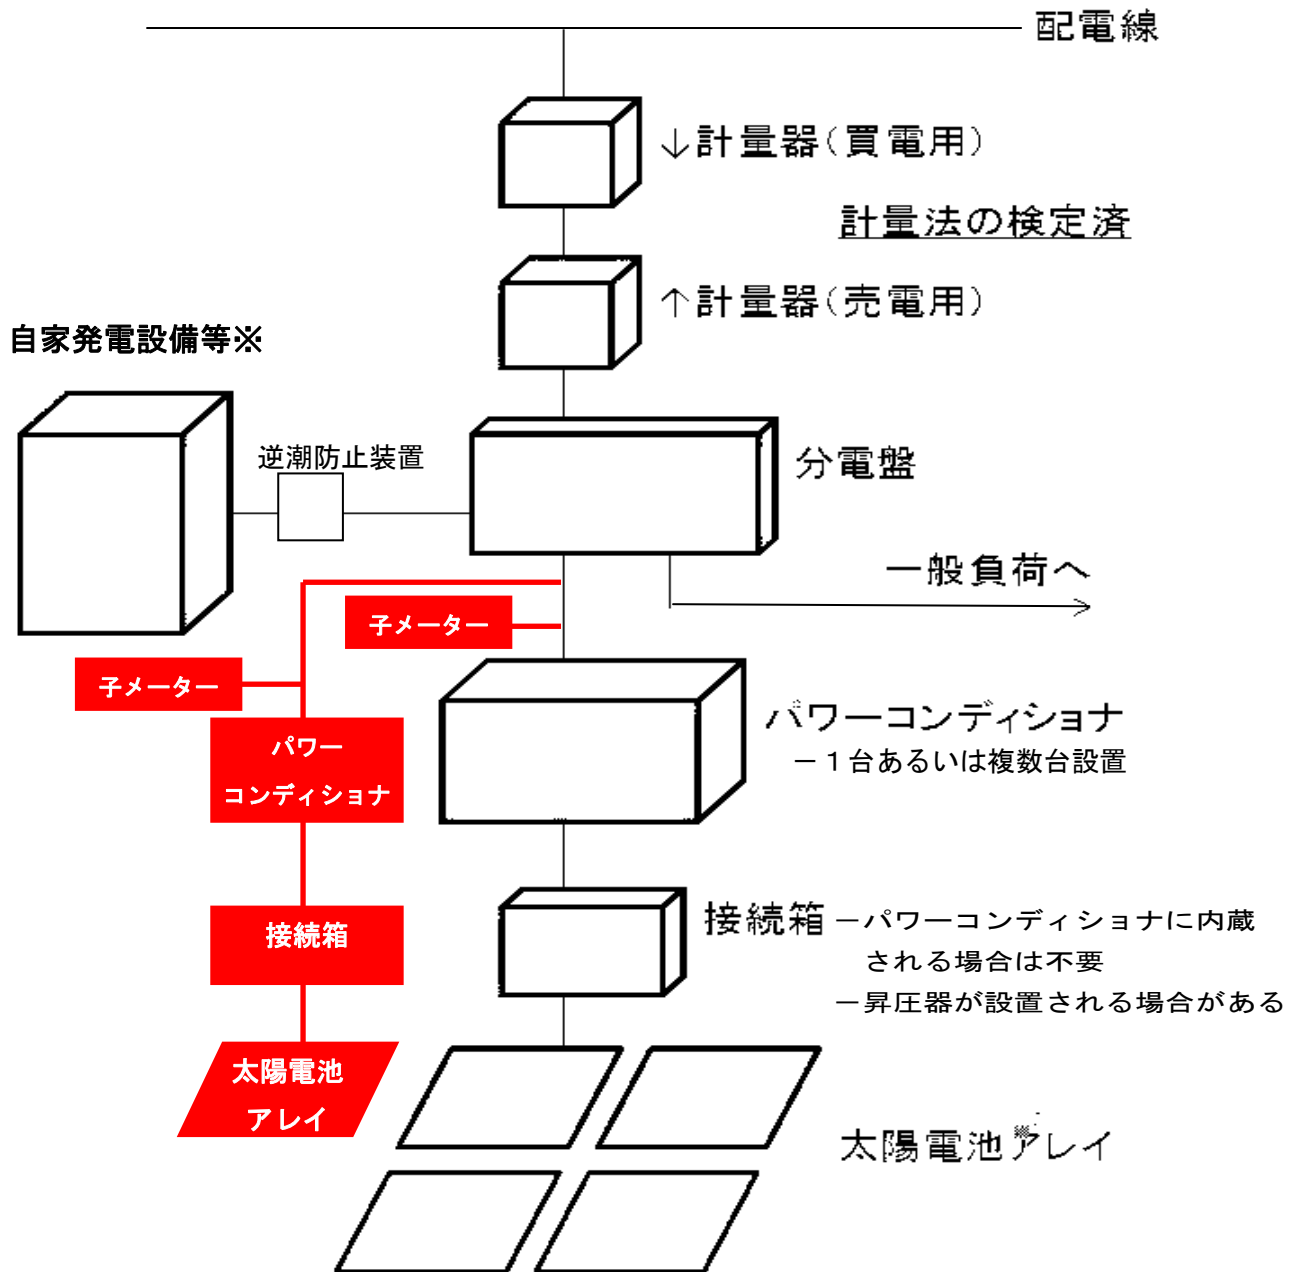 配電線
↓計量器(買電用)
計量法の検定済
↑計量器(売電用)
自家発電設備等※
逆潮防止装置
分電盤
一般負荷へ
子メーター
子メーター
パワー
コンディショナ
パワーコンディショナ
－１台あるいは複数台設置
接続箱
接続箱
－パワーコンディショナに内蔵
される場合は不要
－昇圧器が設置される場合がある
太陽電池
アレイ
太陽電池アレイ